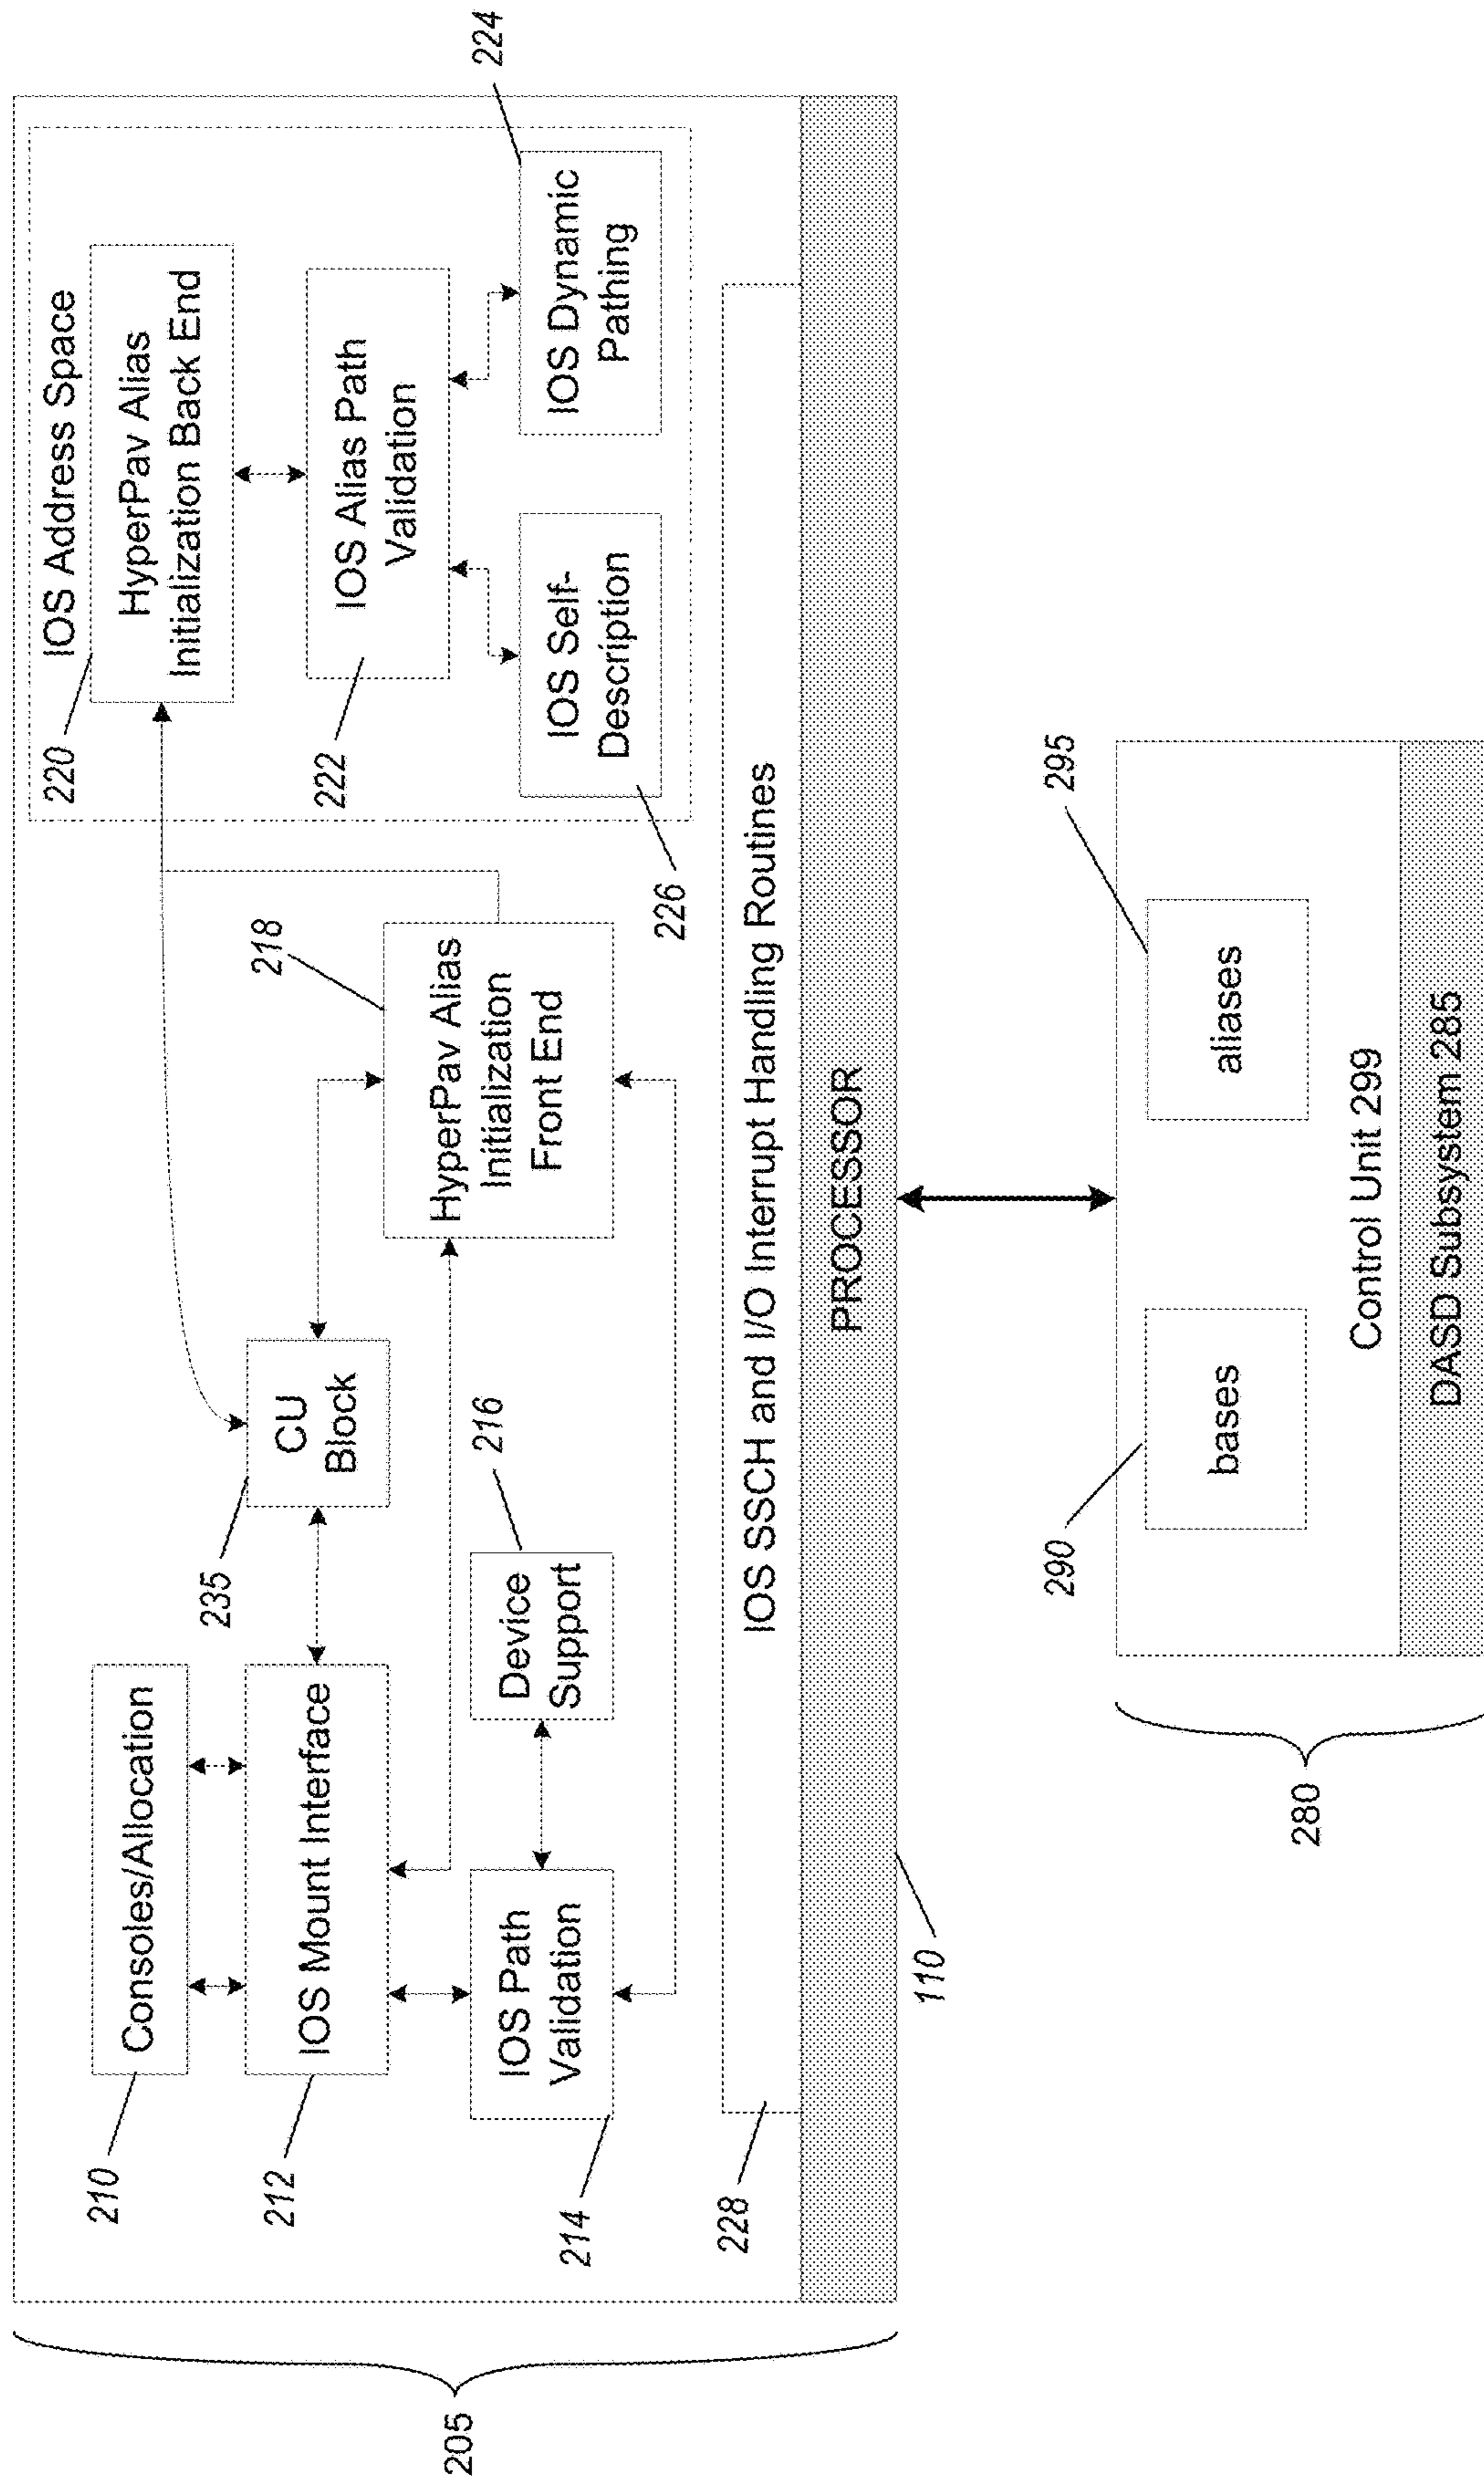 IOS Address Space
210
Consoles/Allocation
220
HyperPav Alias
Initialization Back End
212
IOS Mount Interface
235
CU
Block
218
HyperPav Alias
Initialization
Front End
222
IOS Alias Path
Validation
214
IOS Path
Validation
216
Device
Support
226
IOS Self-
Description
224
IOS Dynamic
Pathing
228
IOS SSCH and I/O Interrupt Handling Routines
PROCESSOR
205
110
290
bases
295
aliases
Control Unit 299
DASD Subsystem 285
280